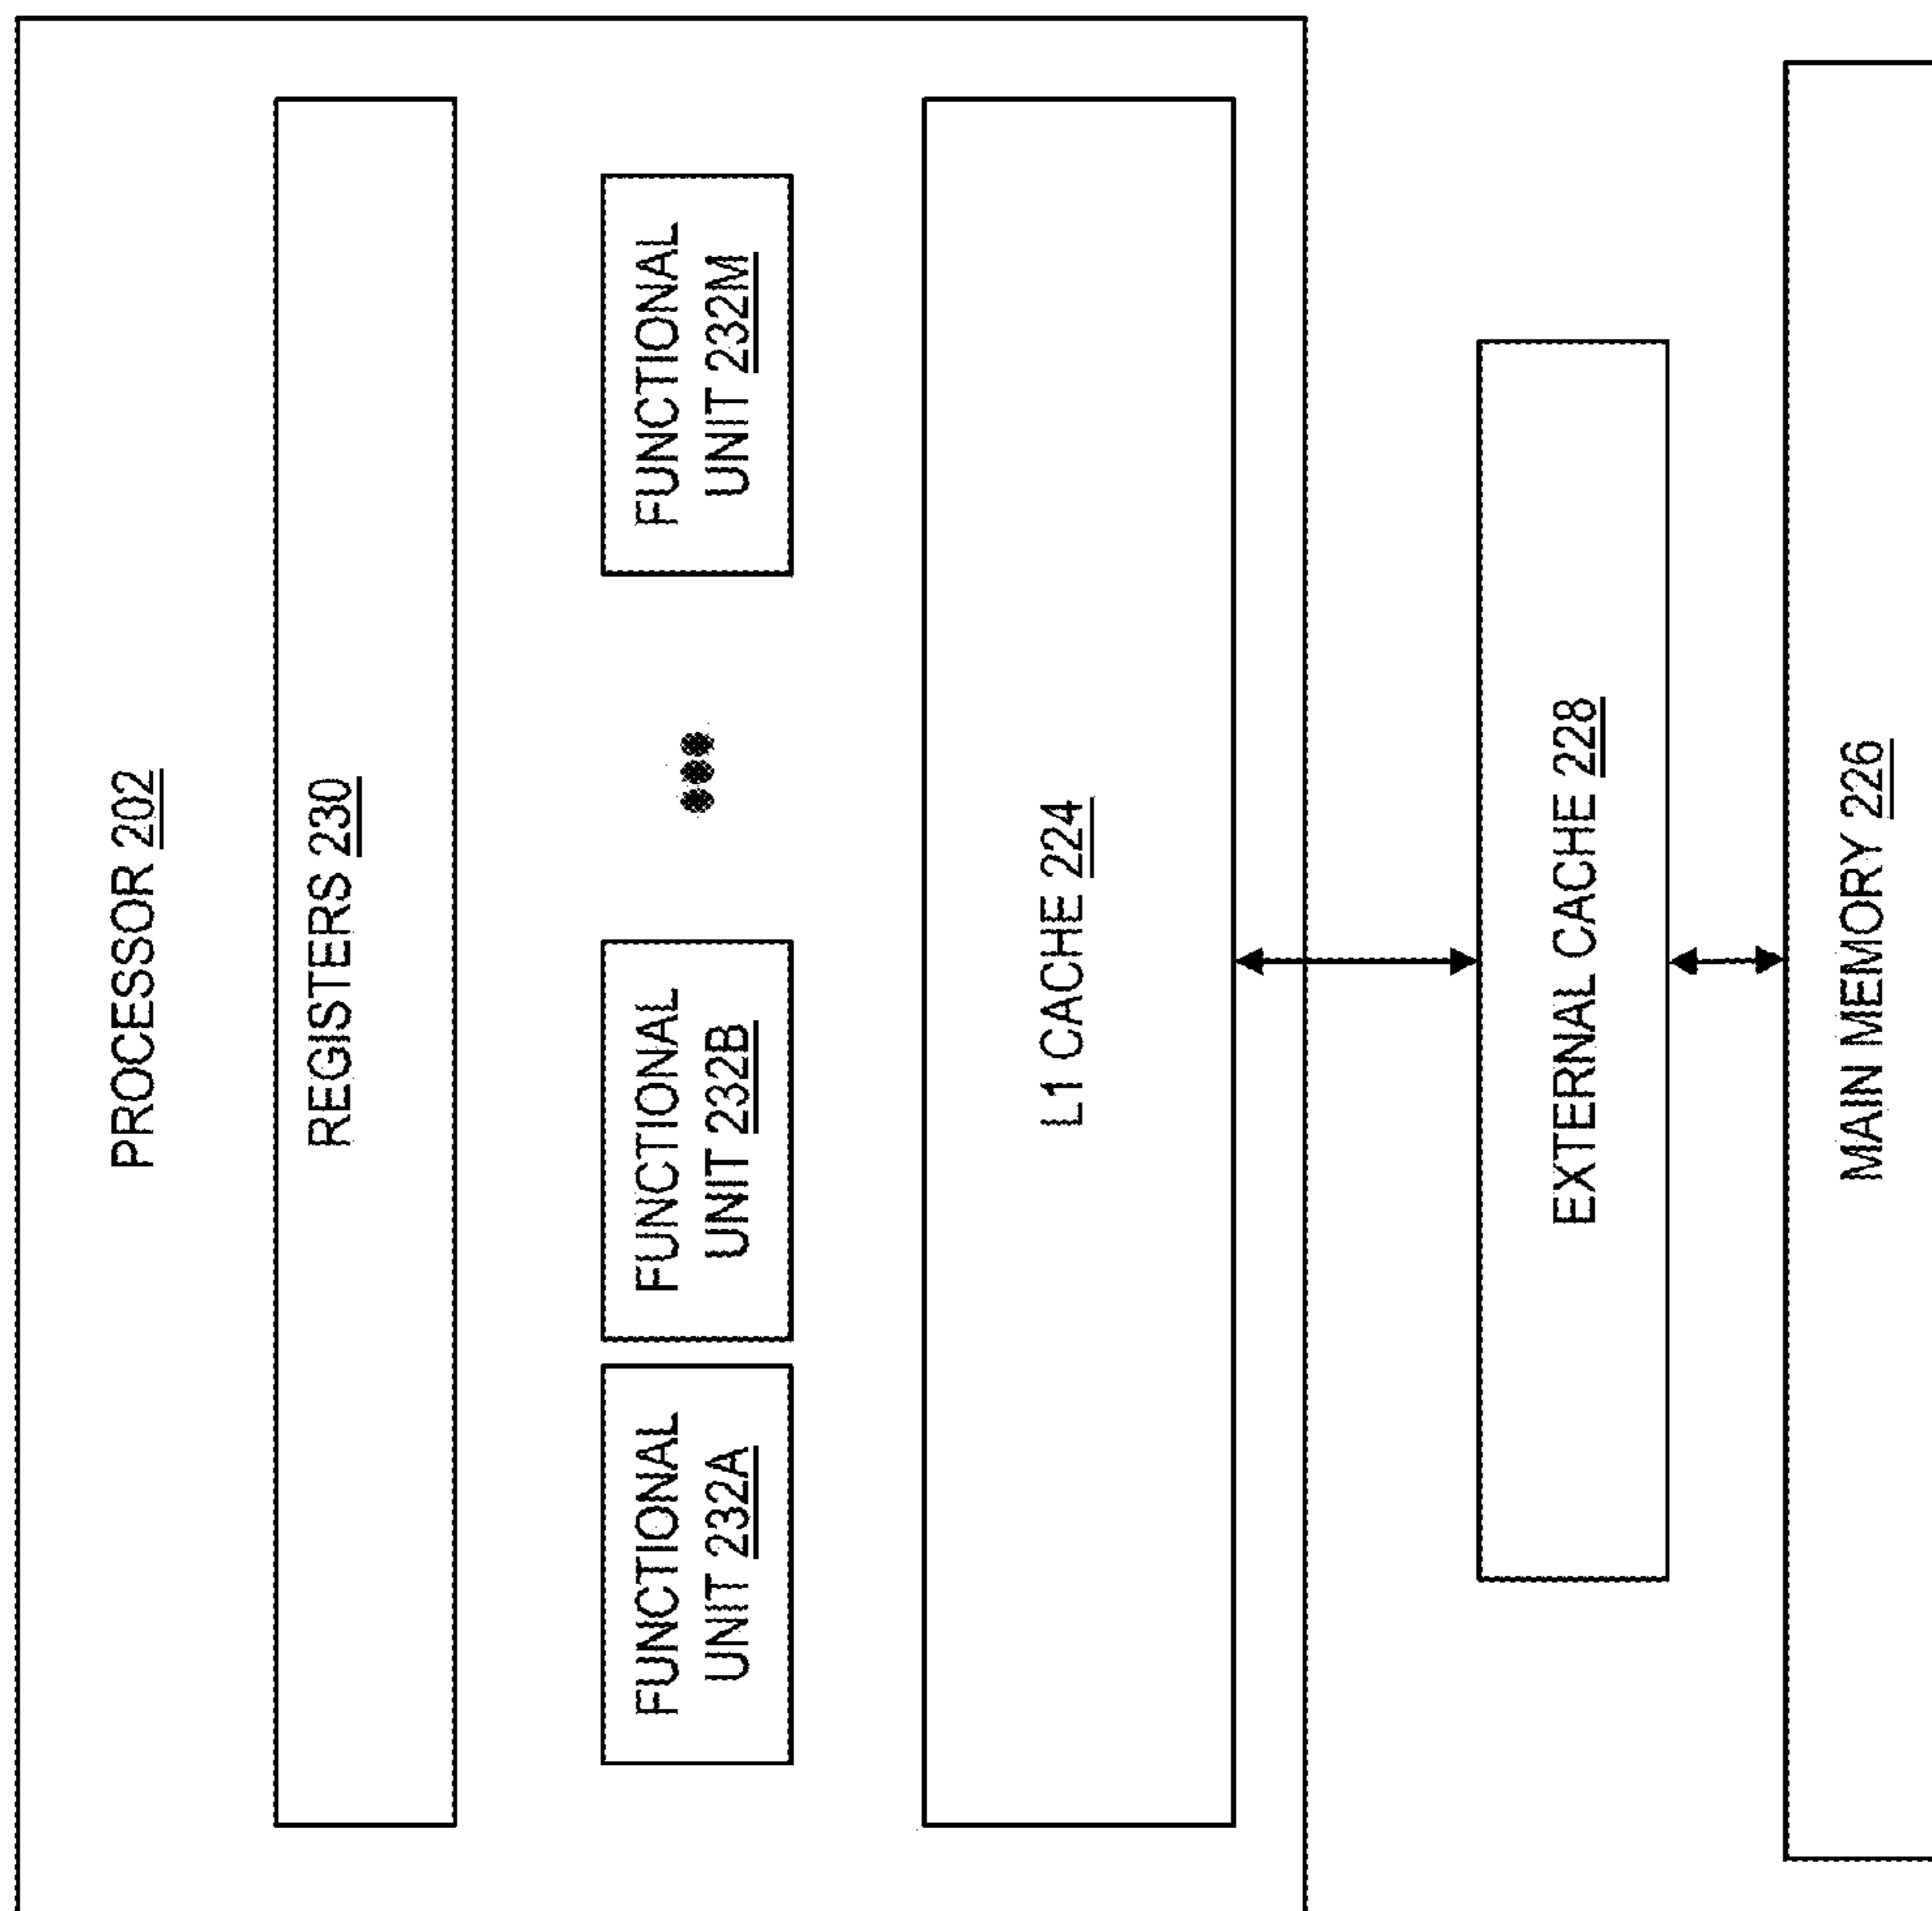 PROCESSOR 202
REGISTERS 230
FUNCTIONAL
UNIT 232A
FUNCTIONAL
UNIT 232B
FUNCTIONAL
UNIT 232M
L1 CACHE 224
EXTERNAL CACHE 228
MAIN MEMORY 226